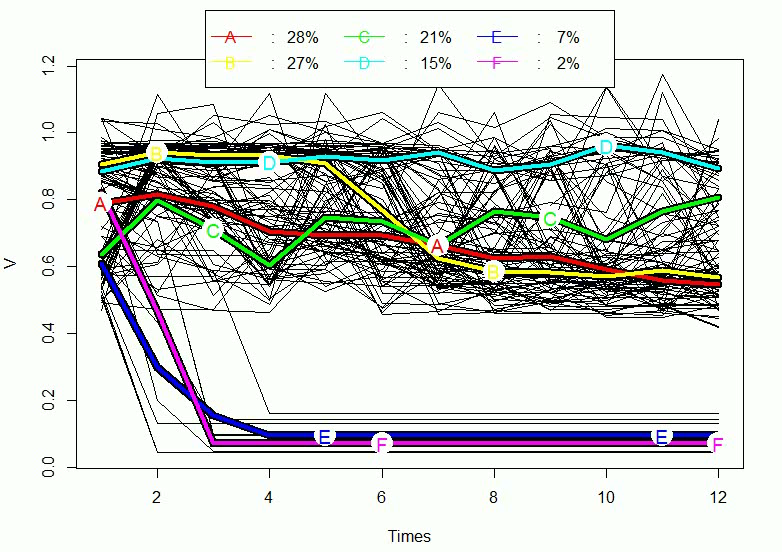 A : 28% C : 21% E : 7%
B : 27% D : 15% F : 2%
1.2
1.0
0.8
0.6
0.4
0.2
0.0
V
B
D
D
A
C
C
A
B
E
E
F
F
2 4 6 8 10 12
Times